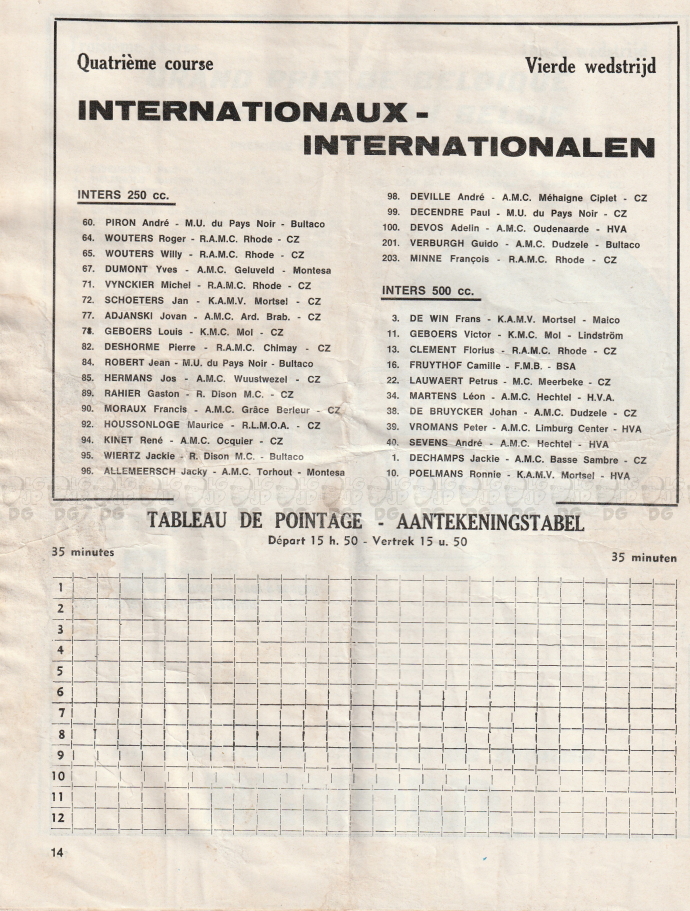 Quatrième course
Vierde wedstrijd
INTERNATIONAUX -
INTERNATIONALEN
INTERS 250 cc.
60. PIRON André - M.U. du Pays Noir - Bultaco
64. WOUTERS Roger - R.A.M.C. Rhode - CZ
65. WOUTERS Willy - R.A.M.C. Rhode - CZ
67. DUMONT Yves - A.M.C. Geluveld - Montesa
71. VYNCKIER Michel - R.A.M.C. Rhode - CZ
72. SCHOETERS Jan - K.A.M.V. Mortsel - CZ
77. ADJANSKI Jovan - A.M.C. Ard. Brab. - CZ
78. GEBOERS Louis - K.M.C. Mol - CZ
82. DESHORME Pierre - R.A.M.C. Chimay - CZ
84. ROBERT Jean - M.U. du Pays Noir - Bultaco
85. HERMANS Jos - A.M.C. Wuustwezel - CZ
89. RAHIER Gaston - R. Dison M.C. - CZ
90. MORAUX Francis - A.M.C. Grâce Berleur - CZ
92. HOUSSONLOGE Maurice - R.L.M.O.A. - CZ
94. KINET René - A.M.C. Ocquier - CZ
95. WIERTZ Jackie - R. Dison M.C. - Bultaco
96. ALLEMEERSCH Jacky - A.M.C. Torhout - Montesa
98. DEVILLE André - A.M.C. Méhaigne Ciplet - CZ
99. DECENDRE Paul - M.U. du Pays Noir - CZ
100. DEVOS Adelin - A.M.C. Oudenaarde - HVA
201. VERBURGH Guido - A.M.C. Dudzele - Bultaco
203. MINNE François - R.A.M.C. Rhode - CZ
INTERS 500 cc.
3. DE WIN Frans - K.A.M.V. Mortsel - Maico
11. GEBOERS Victor - K.M.C. Mol - Lindström
13. CLEMENT Florius - R.A.M.C. Rhode - CZ
16. FRUYTHOF Camille - F.M.B. - BSA
22. LAUWAERT Petrus - M.C. Meerbeke - CZ
34. MARTENS Léon - A.M.C. Hechtel - H.V.A.
38. DE BRUYCKER Johan - A.M.C. Dudzele - CZ
39. VROMANS Peter - A.M.C. Limburg Center - HVA
40. SEVENS André - A.M.C. Hechtel - HVA
1. DECHAMPS Jackie - A.M.C. Basse Sambre - CZ
10. POELMANS Ronnie - K.A.M.V. Mortsel - HVA
TABLEAU DE POINTAGE - AANTEKENINGSTABEL
Départ 15 h. 50 - Vertrek 15 u. 50
35 minutes
35 minuten
1
2
3
4
5
6
7
8
9
10
11
12
14